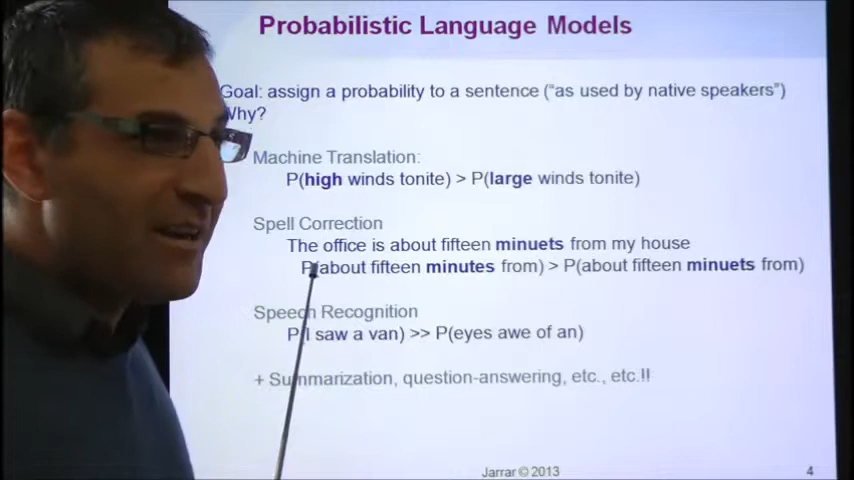 Probabilistic Language Models
Goal: assign a probability to a sentence ("as used by native speakers")
Why?
Machine Translation:
P(high winds tonite) > P(large winds tonite)
Spell Correction
The office is about fifteen minuets from my house
P(about fifteen minutes from) > P(about fifteen minuets from)
Speech Recognition
P(I saw a van) >> P(eyes awe of an)
+ Summarization, question-answering, etc., etc.!!
Jarrar © 2013
4